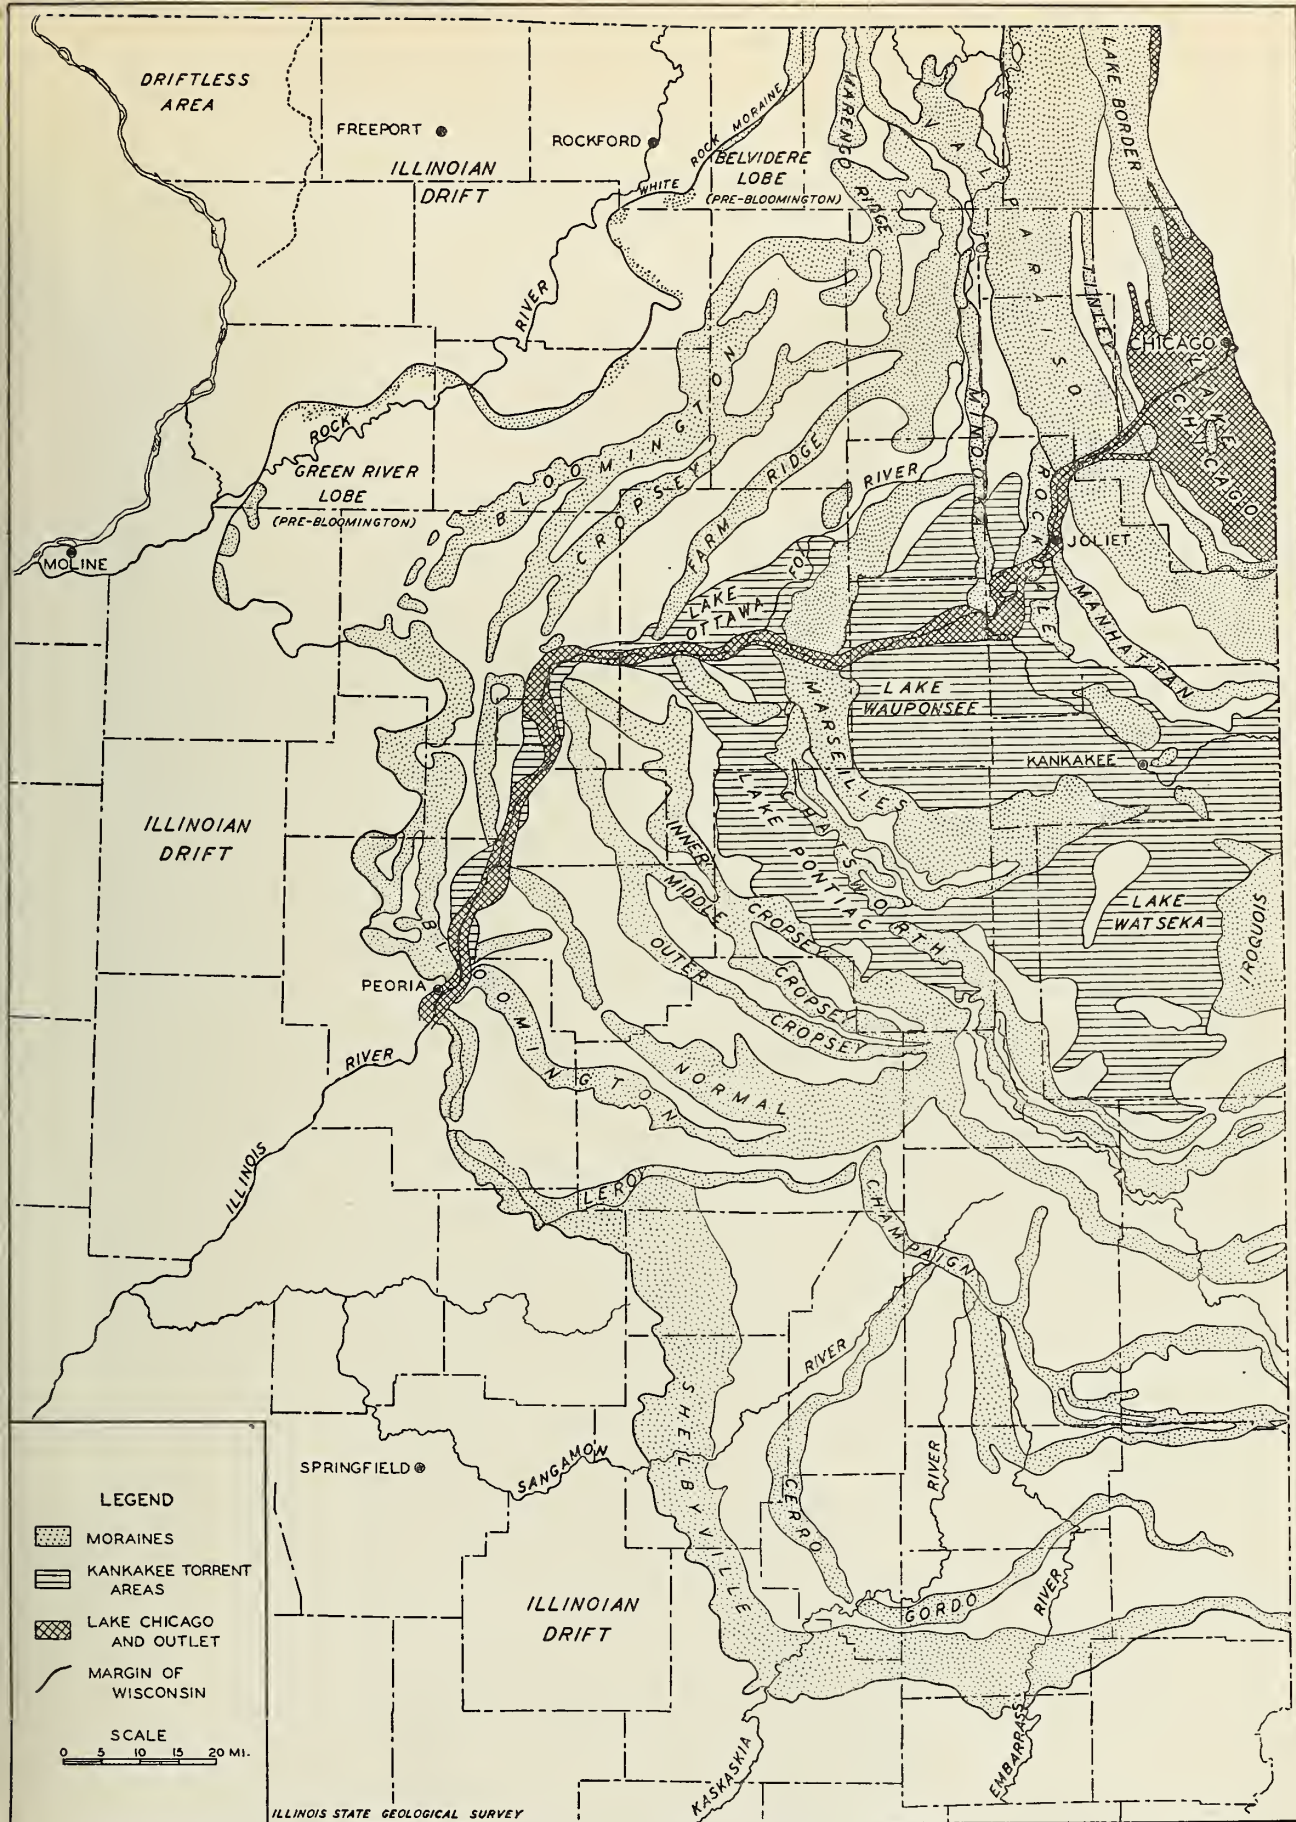 DRIFTLESS
AREA
FREEPORT
ILLINOIAN
DRIFT
ROCKFORD
WHITE ROCK MORAINE
BELVIDERE
LOBE
(PRE-BLOOMINGTON)
MARENGO RIDGE
VALPARAISO
LAKE BORDER
TINLEY
CHICAGO
LAKE
CHICAGO
RIVER
ROCK
GREEN RIVER
LOBE
(PRE-BLOOMINGTON)
MOLINE
BLOOMINGTON
CROPSEY
FARM RIDGE
FOX
RIVER
MINOOKA
ROCKDALE
JOLIET
MANHATTAN
LAKE
OTTAWA
LAKE
WAUPONSEE
MARSEILLES
KANKAKEE
CHATSWORTH
LAKE PONTIAC
LAKE
WATSEKA
IROQUOIS
ILLINOIAN
DRIFT
INNER
CROPSEY
MIDDLE
CROPSEY
OUTER
CROPSEY
PEORIA
BLOOMINGTON
NORMAL
ILLINOIS
RIVER
LEROY
CHAMPAIGN
SHELBYVILLE
RIVER
SANGAMON
SPRINGFIELD
CERRO
GORDO
RIVER
RIVER
ILLINOIAN
DRIFT
KASKASKIA
EMBARRASS
LEGEND
MORAINES
KANKAKEE TORRENT
AREAS
LAKE CHICAGO
AND OUTLET
MARGIN OF
WISCONSIN
SCALE
0 5 10 15 20 MI.
ILLINOIS STATE GEOLOGICAL SURVEY